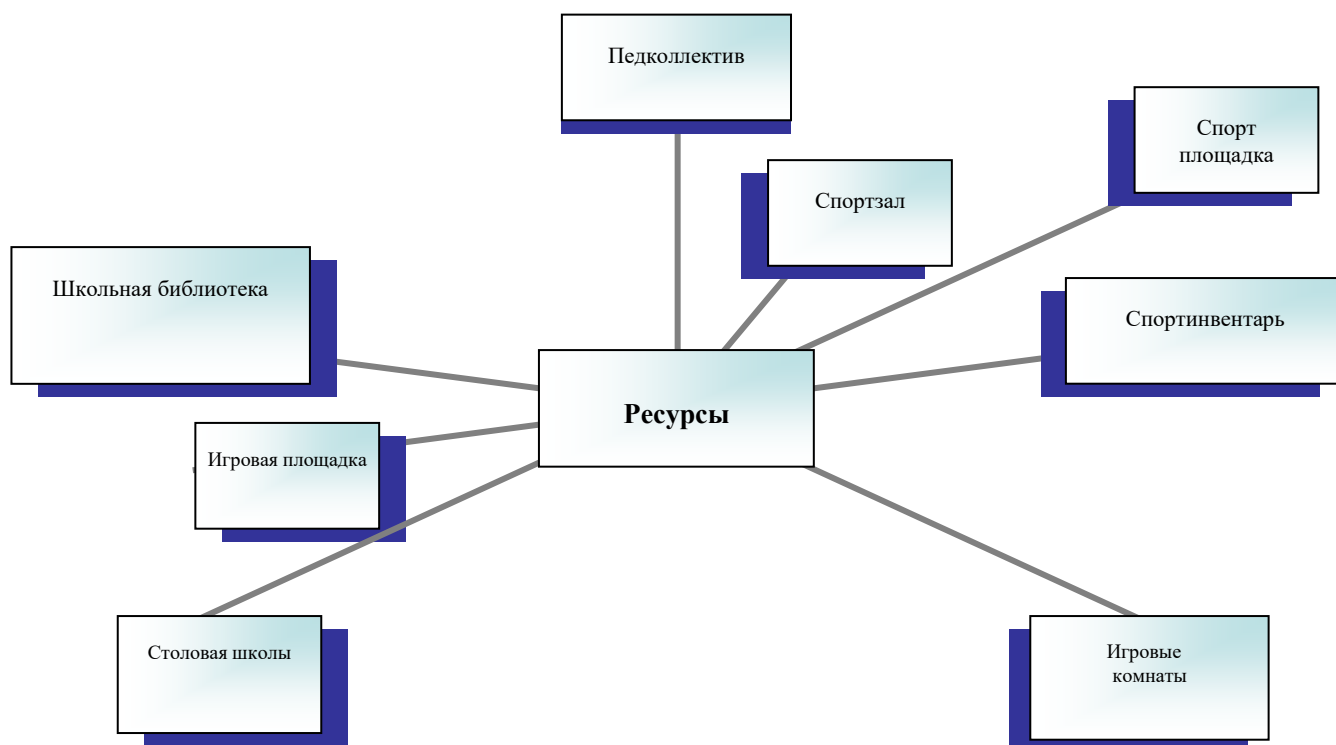 Педколлектив
Спорт
площадка
Спортзал
Школьная библиотека
Спортинвентарь
Ресурсы
Игровая площадка
Столовая школы
Игровые
комнаты